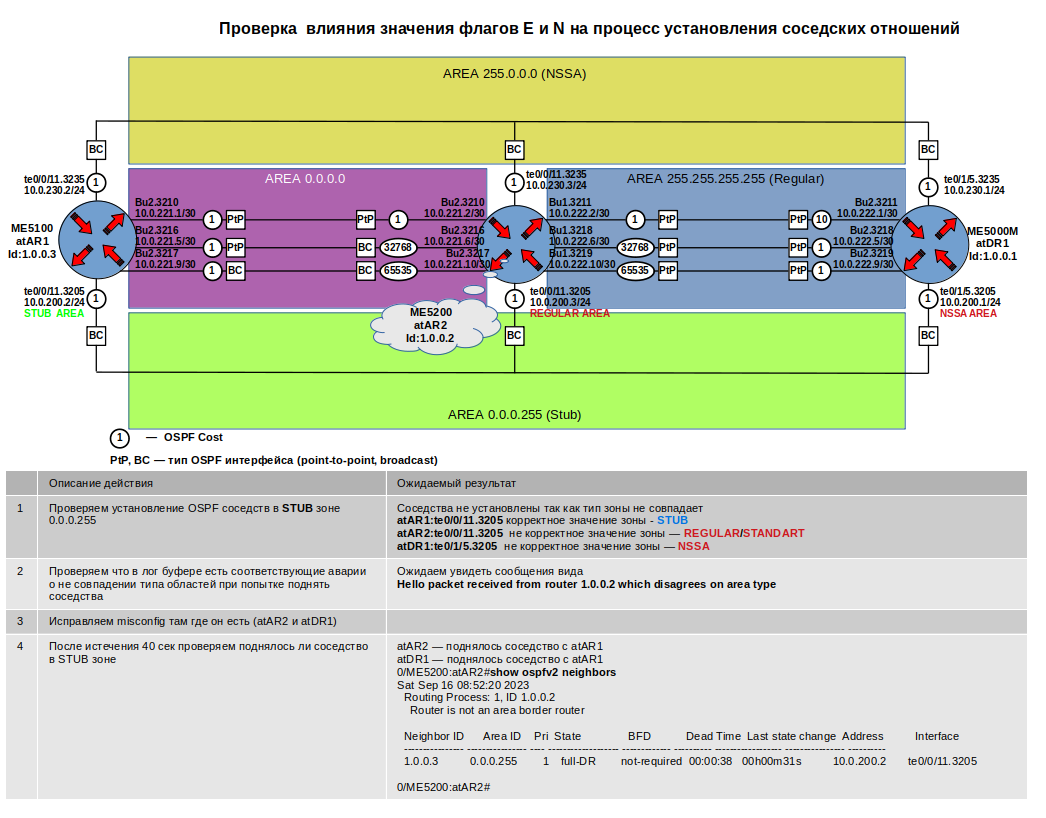 Проверка влияния значения флагов E и N на процесс установления соседских отношений
AREA 255.0.0.0 (NSSA)
BC
BC
BC
te0/0/11.3235
10.0.230.2/24
1
te0/0/11.3235
10.0.230.3/24
1
te0/1/5.3235
10.0.230.1/24
1
AREA 0.0.0.0
AREA 255.255.255.255 (Regular)
ME5100
atAR1
Id:1.0.0.3
Bu2.3210
10.0.221.1/30
1
PtP
PtP
1
Bu2.3210
10.0.221.2/30
Bu2.3216
10.0.221.5/30
1
PtP
BC
32768
Bu2.3216
10.0.221.6/30
Bu2.3217
10.0.221.9/30
1
BC
BC
65535
Bu2.3217
10.0.221.10/30
Bu1.3211
10.0.222.2/30
1
PtP
PtP
10
Bu2.3211
10.0.222.1/30
Bu1.3218
10.0.222.6/30
32768
PtP
PtP
1
Bu2.3218
10.0.222.5/30
Bu1.3219
10.0.222.10/30
65535
PtP
PtP
1
Bu2.3219
10.0.222.9/30
ME5000M
atDR1
Id:1.0.0.1
te0/0/11.3205
10.0.200.2/24
STUB AREA
1
ME5200
atAR2
Id:1.0.0.2
1
te0/0/11.3205
10.0.200.3/24
REGULAR AREA
1
te0/1/5.3205
10.0.200.1/24
NSSA AREA
BC
BC
BC
AREA 0.0.0.255 (Stub)
1 — OSPF Cost
PtP, BC — тип OSPF интерфейса (point-to-point, broadcast)
Описание действия
Ожидаемый результат
1
Проверяем установление OSPF соседств в STUB зоне
0.0.0.255
Соседства не установлены так как тип зоны не совпадает
atAR1:te0/0/11.3205 корректное значение зоны - STUB
atAR2:te0/0/11.3205 не корректное значение зоны — REGULAR/STANDART
atDR1:te0/1/5.3205 не корректное значение зоны — NSSA
2
Проверяем что в лог буфере есть соответствующие аварии
о не совпадении типа областей при попытке поднять
соседства
Ожидаем увидеть сообщения вида
Hello packet received from router 1.0.0.2 which disagrees on area type
3
Исправляем misconfig там где он есть (atAR2 и atDR1)
4
После истечения 40 сек проверяем поднялось ли соседство
в STUB зоне
atAR2 — поднялось соседство с atAR1
atDR1 — поднялось соседство с atAR1
0/ME5200:atAR2#show ospfv2 neighbors
Sat Sep 16 08:52:20 2023
Routing Process: 1, ID 1.0.0.2
Router is not an area border router
Neighbor ID Area ID Pri State BFD Dead Time Last state change Address Interface
--------------- --------------- --- ------------------ ------------ --------- ----------------- --------------- ---------
1.0.0.3 0.0.0.255 1 full-DR not-required 00:00:38 00h00m31s 10.0.200.2 te0/0/11.3205
0/ME5200:atAR2#